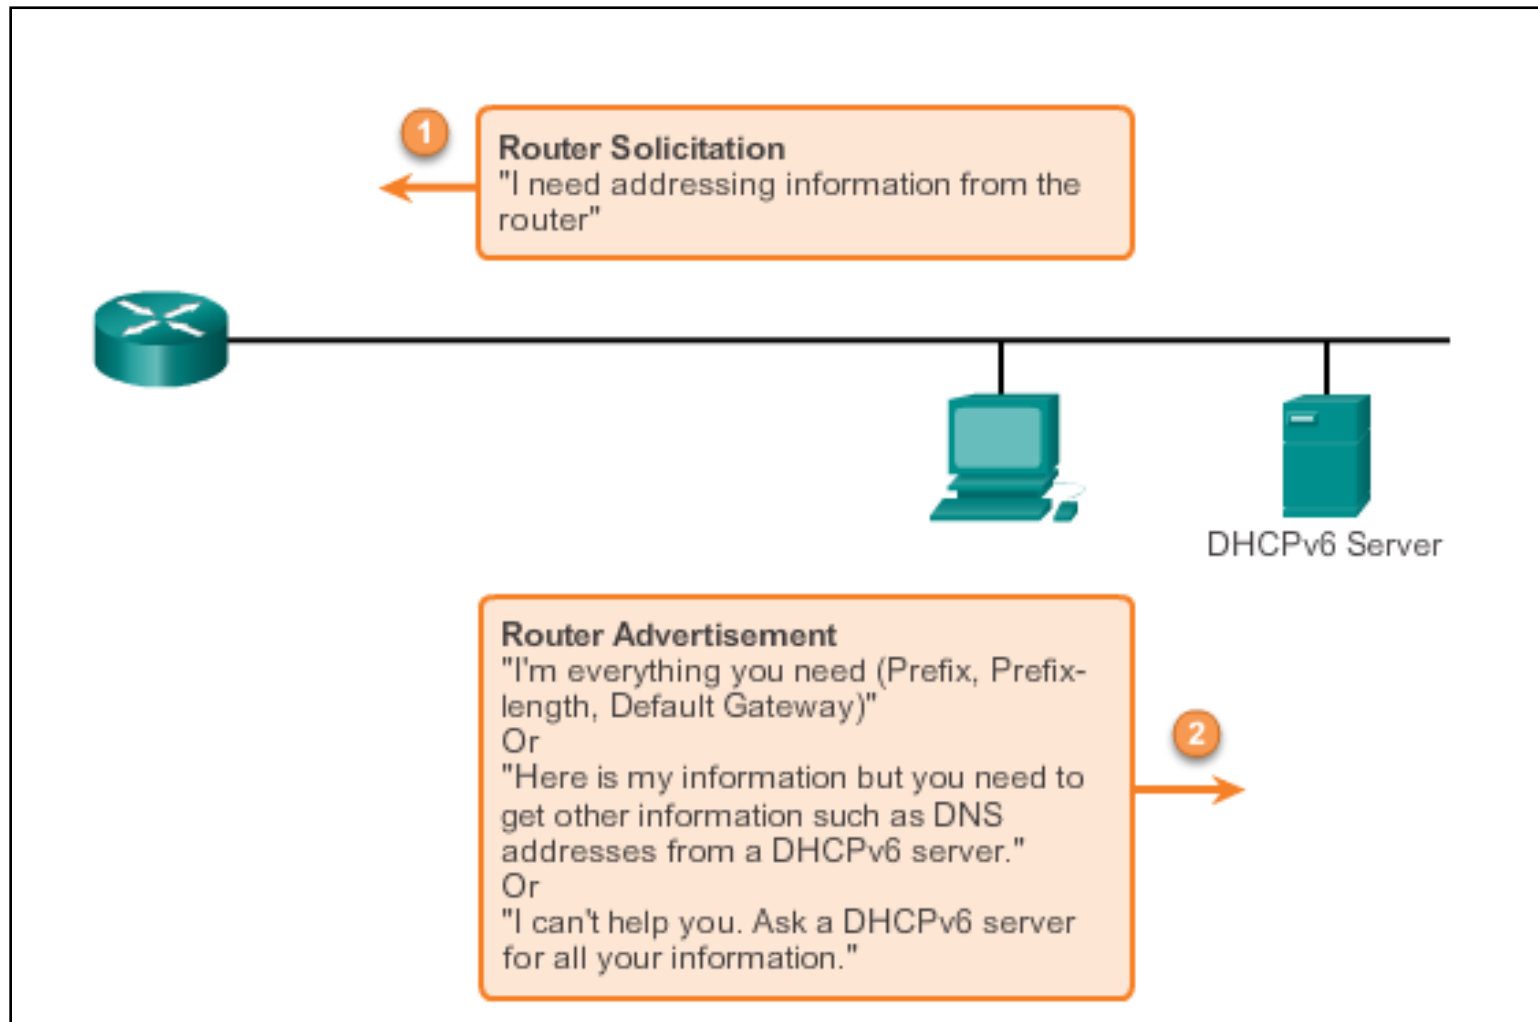 1
Router Solicitation
"I need addressing information from the
router"
DHCPv6 Server
Router Advertisement
"I'm everything you need (Prefix, Prefix-
length, Default Gateway)"
Or
"Here is my information but you need to
get other information such as DNS
addresses from a DHCPv6 server."
Or
"I can't help you. Ask a DHCPv6 server
for all your information."
2